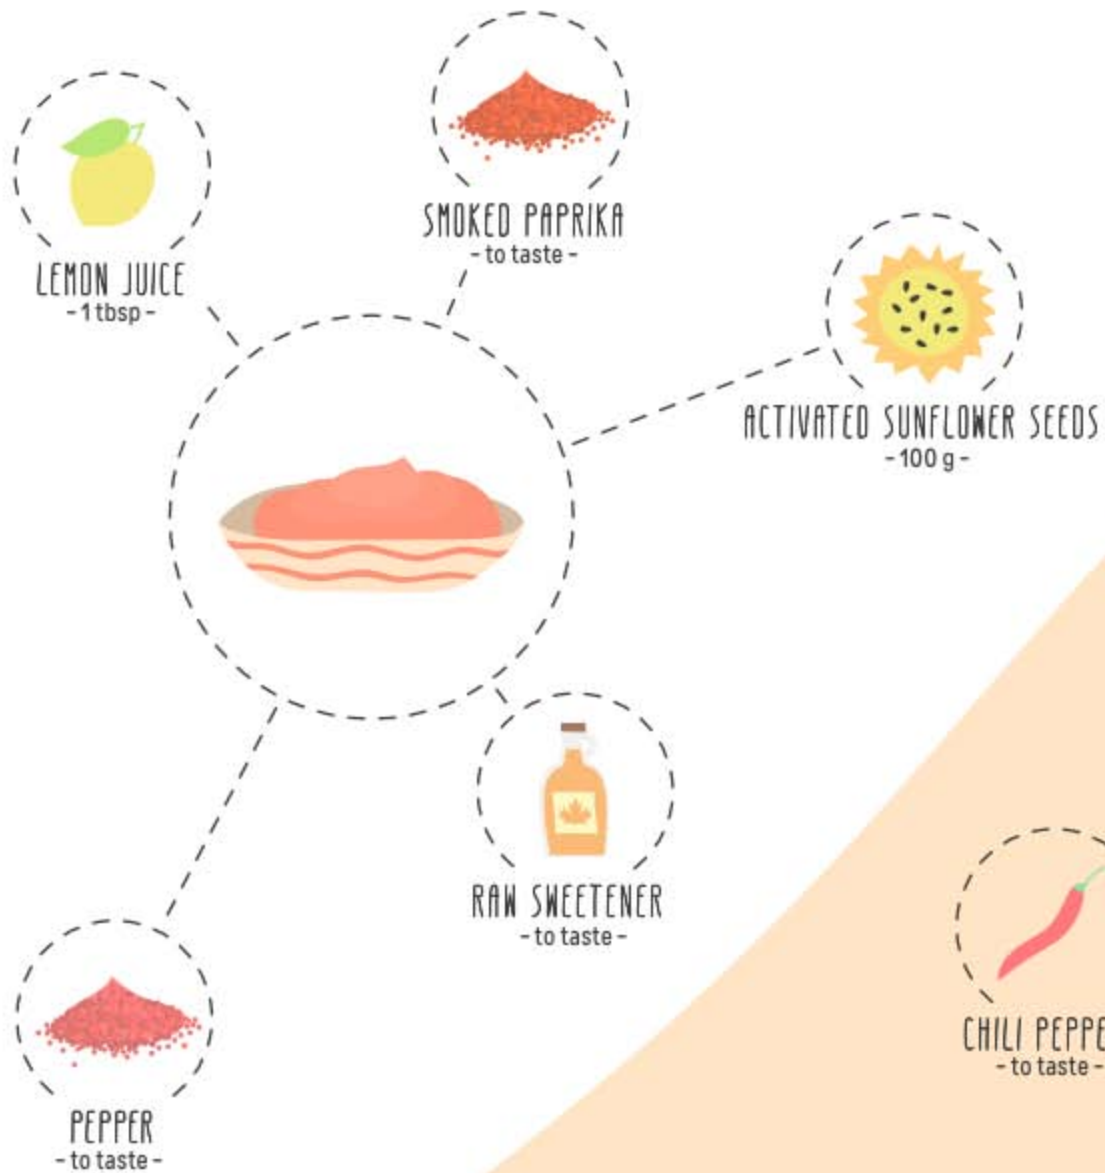 SMOKED PAPRIKA
- to taste -
LEMON JUICE
- 1 tbsp -
ACTIVATED SUNFLOWER SEEDS
- 100 g -
RAW SWEETENER
- to taste -
CHILI PEPPE
- to taste -
PEPPER
- to taste -